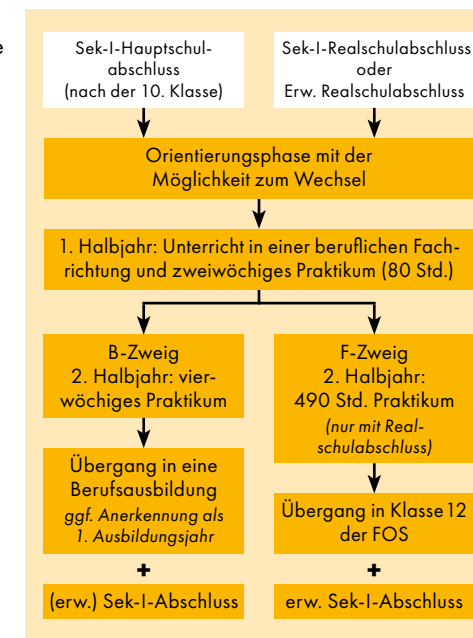 e
Sek-I-Hauptschul-
abschluss
(nach der 10. Klasse)
Sek-I-Realschulabschluss
oder
Erw. Realschulabschluss
Orientierungsphase mit der
Möglichkeit zum Wechsel
1. Halbjahr: Unterricht in einer beruflichen Fach-
richtung und zweiwöchiges Praktikum (80 Std.)
B-Zweig
2. Halbjahr: vier-
wöchiges Praktikum
F-Zweig
2. Halbjahr:
490 Std. Praktikum
(nur mit Real-
schulabschluss)
Übergang in eine
Berufsausbildung
ggf. Anerkennung als
1. Ausbildungsjahr
Übergang in Klasse 12
der FOS
+
+
(erw.) Sek-I-Abschluss
erw. Sek-I-Abschluss